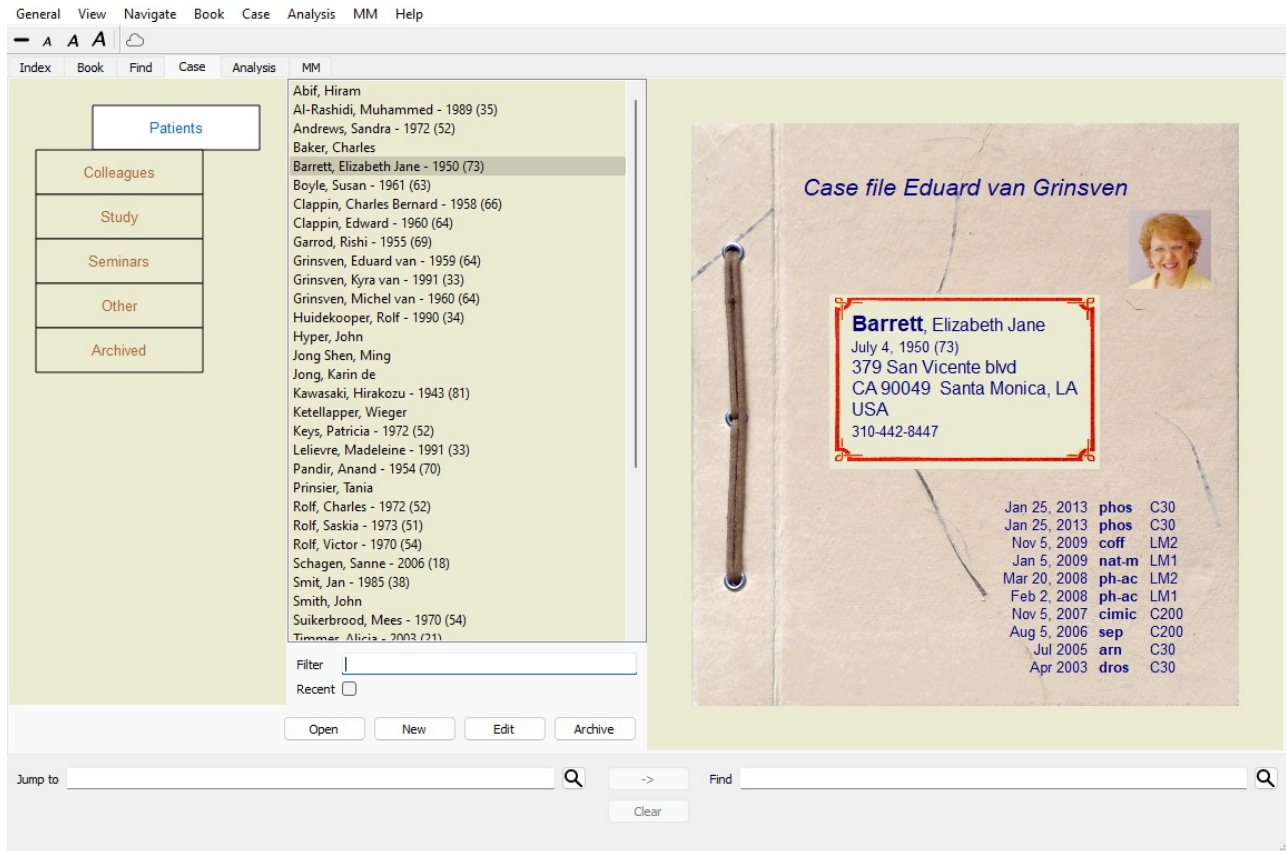 General View Navigate Book Case Analysis MM Help
A A A
Index Book Find Case Analysis MM
Patients
Colleagues
Study
Seminars
Other
Archived
Abif, Hiram
Al-Rashidi, Muhammed - 1989 (35)
Andrews, Sandra - 1972 (52)
Baker, Charles
Barrett, Elizabeth Jane - 1950 (73)
Boyle, Susan - 1961 (63)
Clappin, Charles Bernard - 1958 (66)
Clappin, Edward - 1960 (64)
Garrod, Rishi - 1955 (69)
Grinsven, Eduard van - 1959 (64)
Grinsven, Kyra van - 1991 (33)
Grinsven, Michel van - 1960 (64)
Huidekooper, Rolf - 1990 (34)
Hyper, John
Jong Shen, Ming
Jong, Karin de
Kawasaki, Hirakozu - 1943 (81)
Ketellapper, Wieger
Keys, Patricia - 1972 (52)
Lelievre, Madeleine - 1991 (33)
Pandir, Anand - 1954 (70)
Prinsier, Tania
Rolf, Charles - 1972 (52)
Rolf, Saskia - 1973 (51)
Rolf, Victor - 1970 (54)
Schagen, Sanne - 2006 (18)
Smit, Jan - 1985 (38)
Smith, John
Suikerbrood, Mees - 1970 (54)
Timmer, Alicia - 2003 (21)
Filter
Recent
Open New Edit Archive
Case file Eduard van Grinsven
Barrett, Elizabeth Jane
July 4, 1950 (73)
379 San Vicente blvd
CA 90049 Santa Monica, LA
USA
310-442-8447
Jan 25, 2013 phos C30
Jan 25, 2013 phos C30
Nov 5, 2009 coff LM2
Jan 5, 2009 nat-m LM1
Mar 20, 2008 ph-ac LM2
Feb 2, 2008 ph-ac LM1
Nov 5, 2007 cimic C200
Aug 5, 2006 sep C200
Jul 2005 arn C30
Apr 2003 dros C30
Jump to -> Find
Clear